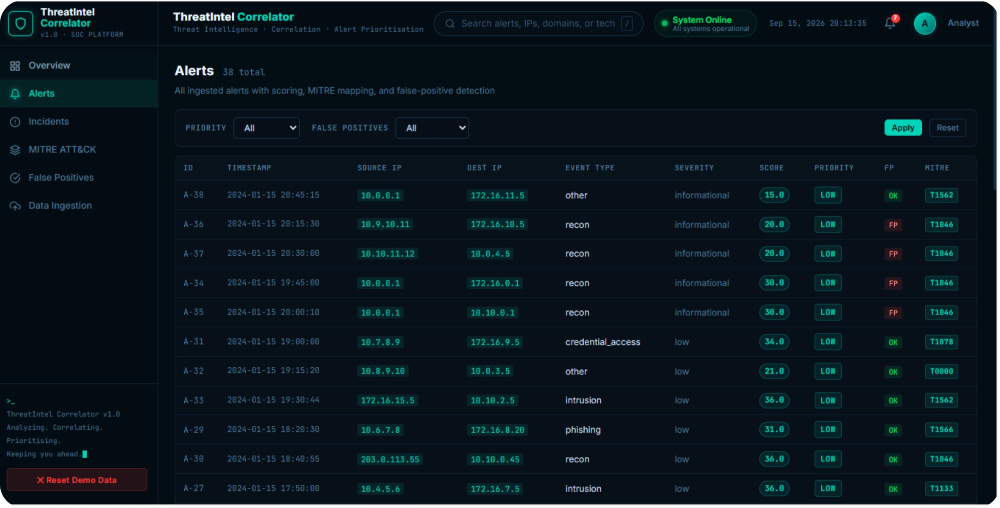 ThreatIntel
Correlator
v1.0 · SOC PLATFORM
ThreatIntel Correlator
Threat Intelligence · Correlation · Alert Prioritisation
Search alerts, IPs, domains, or tech /
System Online
All systems operational
Sep 15, 2026 20:13:35
7
A
Analyst
Overview
Alerts
Incidents
MITRE ATT&CK
False Positives
Data Ingestion
>_
ThreatIntel Correlator v1.0
Analyzing. Correlating.
Prioritising.
Keeping you ahead.
Reset Demo Data
Alerts 38 total
All ingested alerts with scoring, MITRE mapping, and false-positive detection
PRIORITY All FALSE POSITIVES All Apply Reset
ID TIMESTAMP SOURCE IP DEST IP EVENT TYPE SEVERITY SCORE PRIORITY FP MITRE
A-38 2024-01-15 20:45:15 10.0.0.1 172.16.11.5 other informational 15.0 LOW OK T1562
A-36 2024-01-15 20:15:30 10.9.10.11 172.16.10.5 recon informational 20.0 LOW FP T1046
A-37 2024-01-15 20:30:00 10.10.11.12 10.0.4.5 recon informational 20.0 LOW FP T1046
A-34 2024-01-15 19:45:00 10.0.0.1 172.16.0.1 recon informational 30.0 LOW FP T1046
A-35 2024-01-15 20:00:10 10.0.0.1 10.10.0.1 recon informational 30.0 LOW FP T1046
A-31 2024-01-15 19:00:00 10.7.8.9 172.16.9.5 credential_access low 34.0 LOW OK T1078
A-32 2024-01-15 19:15:20 10.8.9.10 10.0.3.5 other low 21.0 LOW OK T0000
A-33 2024-01-15 19:30:44 172.16.15.5 10.10.2.5 intrusion low 36.0 LOW OK T1562
A-29 2024-01-15 18:20:30 10.6.7.8 172.16.8.20 phishing low 31.0 LOW OK T1566
A-30 2024-01-15 18:40:55 203.0.113.55 10.10.0.45 recon low 36.0 LOW OK T1046
A-27 2024-01-15 17:50:00 10.4.5.6 172.16.7.5 intrusion low 36.0 LOW OK T1133